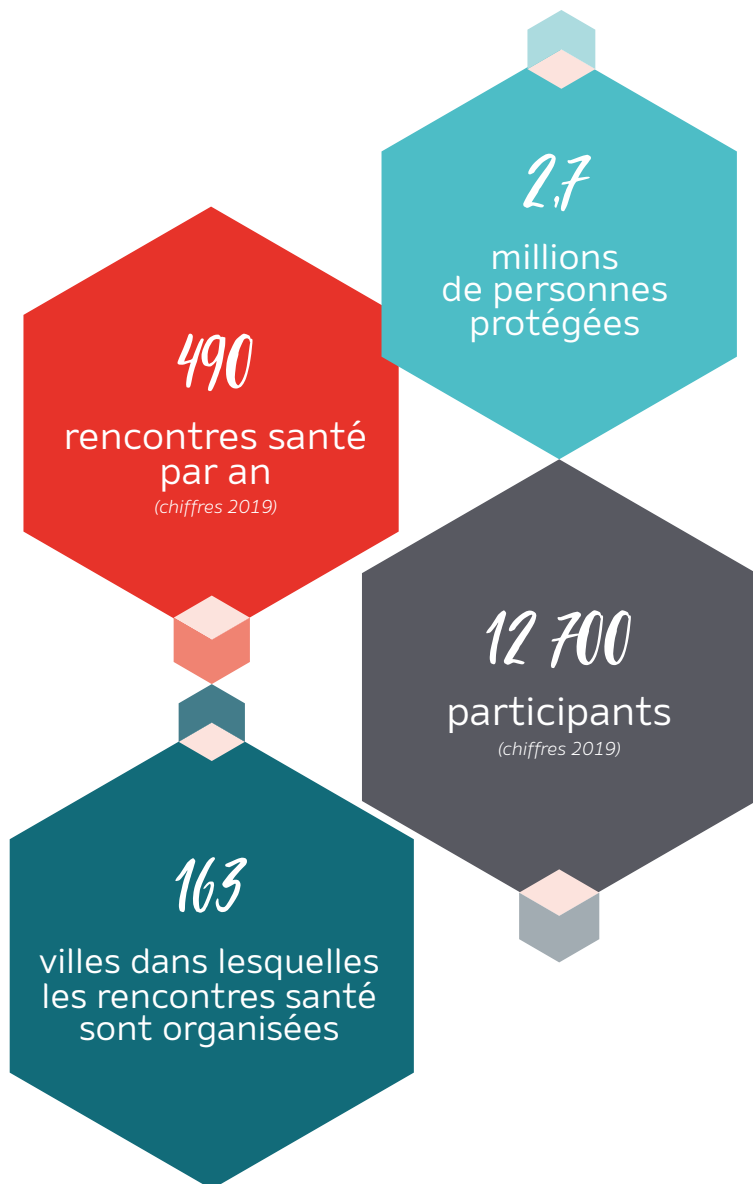 2,7
millions
de personnes
protégées
490
rencontres santé
par an
(chiffres 2019)
12 700
participants
(chiffres 2019)
163
villes dans lesquelles
les rencontres santé
sont organisées